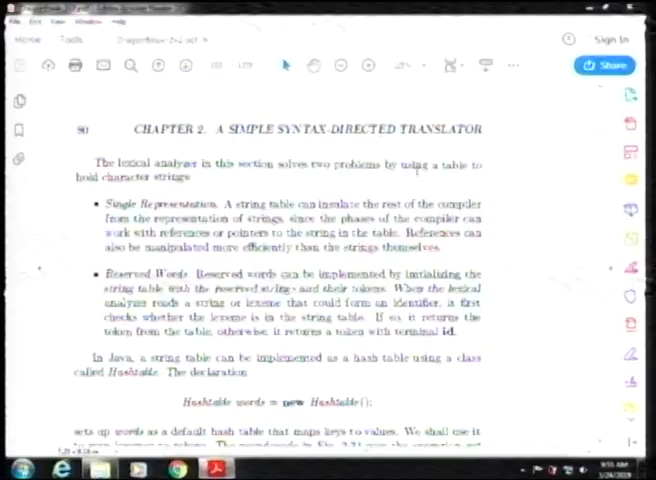 File Edit View Window Help
Home Tools
Sign In
Share
80 CHAPTER 2. A SIMPLE SYNTAX-DIRECTED TRANSLATOR
The lexical analyzer in this section solves two problems by using a table to
hold character strings:
• Single Representation. A string table can insulate the rest of the compiler
from the representation of strings, since the phases of the compiler can
work with references or pointers to the string in the table. References can
also be manipulated more efficiently than the strings themselves.
• Reserved Words. Reserved words can be implemented by initializing the
string table with the reserved strings and their tokens. When the lexical
analyzer reads a string or lexeme that could form an identifier, it first
checks whether the lexeme is in the string table. If so, it returns the
token from the table; otherwise, it returns a token with terminal id.
In Java, a string table can be implemented as a hash table using a class
called Hashtable. The declaration
Hashtable words = new Hashtable();
sets up words as a default hash table that maps keys to values. We shall use it